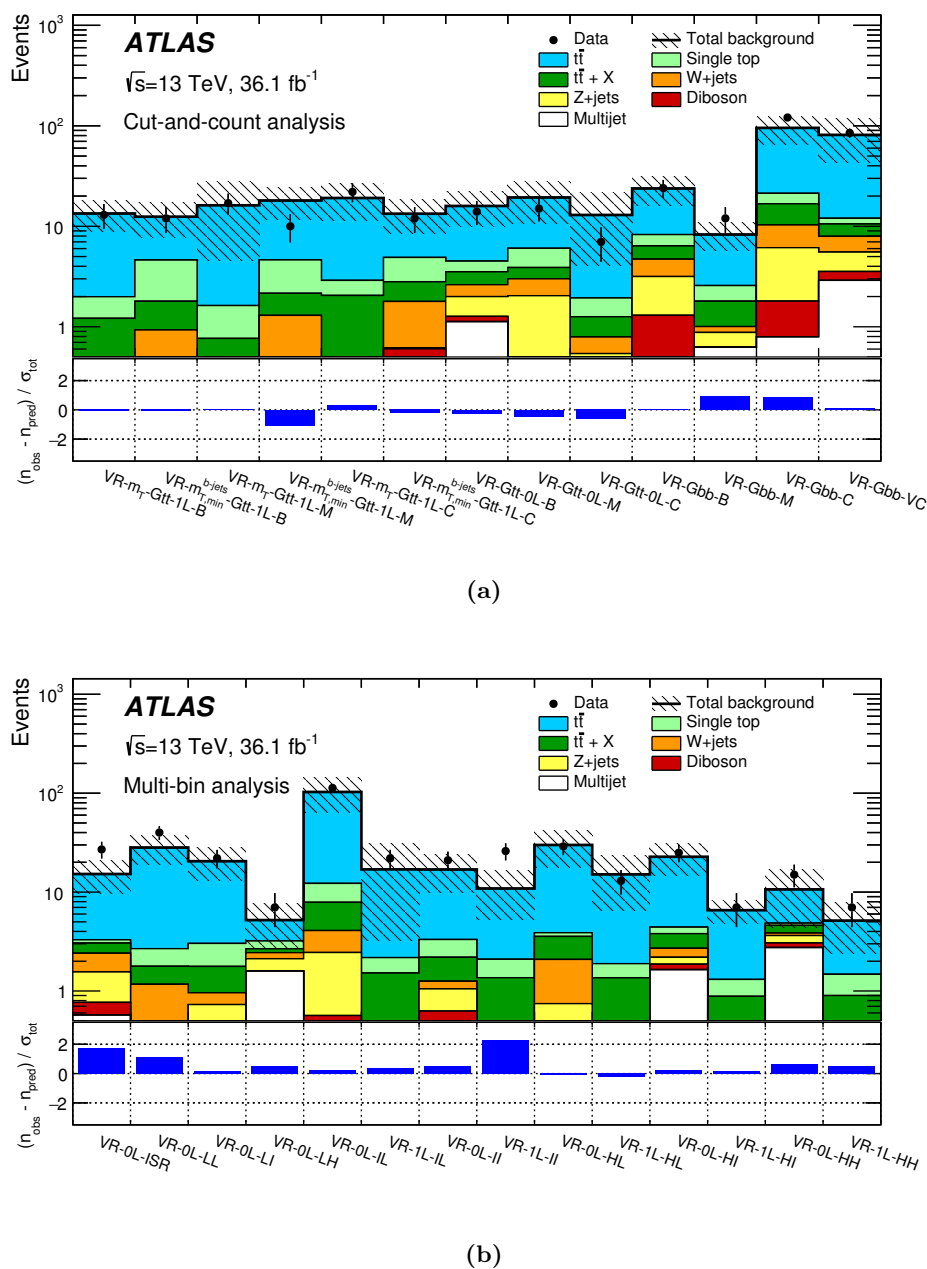 Events
10³
10²
10
1
ATLAS
√s=13 TeV, 36.1 fb⁻¹
Cut-and-count analysis
Data
Total background
tt̄
Single top
tt̄ + X
W+jets
Z+jets
Diboson
Multijet
(n_obs - n_pred) / σ_tot
2
0
−2
VR-m_T-Gtt-1L-B
VR-m_T,min^b-jets-Gtt-1L-B
VR-m_T-Gtt-1L-M
VR-m_T,min^b-jets-Gtt-1L-M
VR-m_T-Gtt-1L-C
VR-m_T,min^b-jets-Gtt-1L-C
VR-Gtt-0L-B
VR-Gtt-0L-M
VR-Gtt-0L-C
VR-Gbb-B
VR-Gbb-M
VR-Gbb-C
VR-Gbb-VC
(a)
Events
10³
10²
10
1
ATLAS
√s=13 TeV, 36.1 fb⁻¹
Multi-bin analysis
Data
Total background
tt̄
Single top
tt̄ + X
W+jets
Z+jets
Diboson
Multijet
(n_obs - n_pred) / σ_tot
2
0
−2
VR-0L-ISR
VR-0L-LL
VR-0L-LI
VR-0L-LH
VR-0L-IL
VR-1L-IL
VR-0L-II
VR-1L-II
VR-0L-HL
VR-1L-HL
VR-0L-HI
VR-1L-HI
VR-0L-HH
VR-1L-HH
(b)